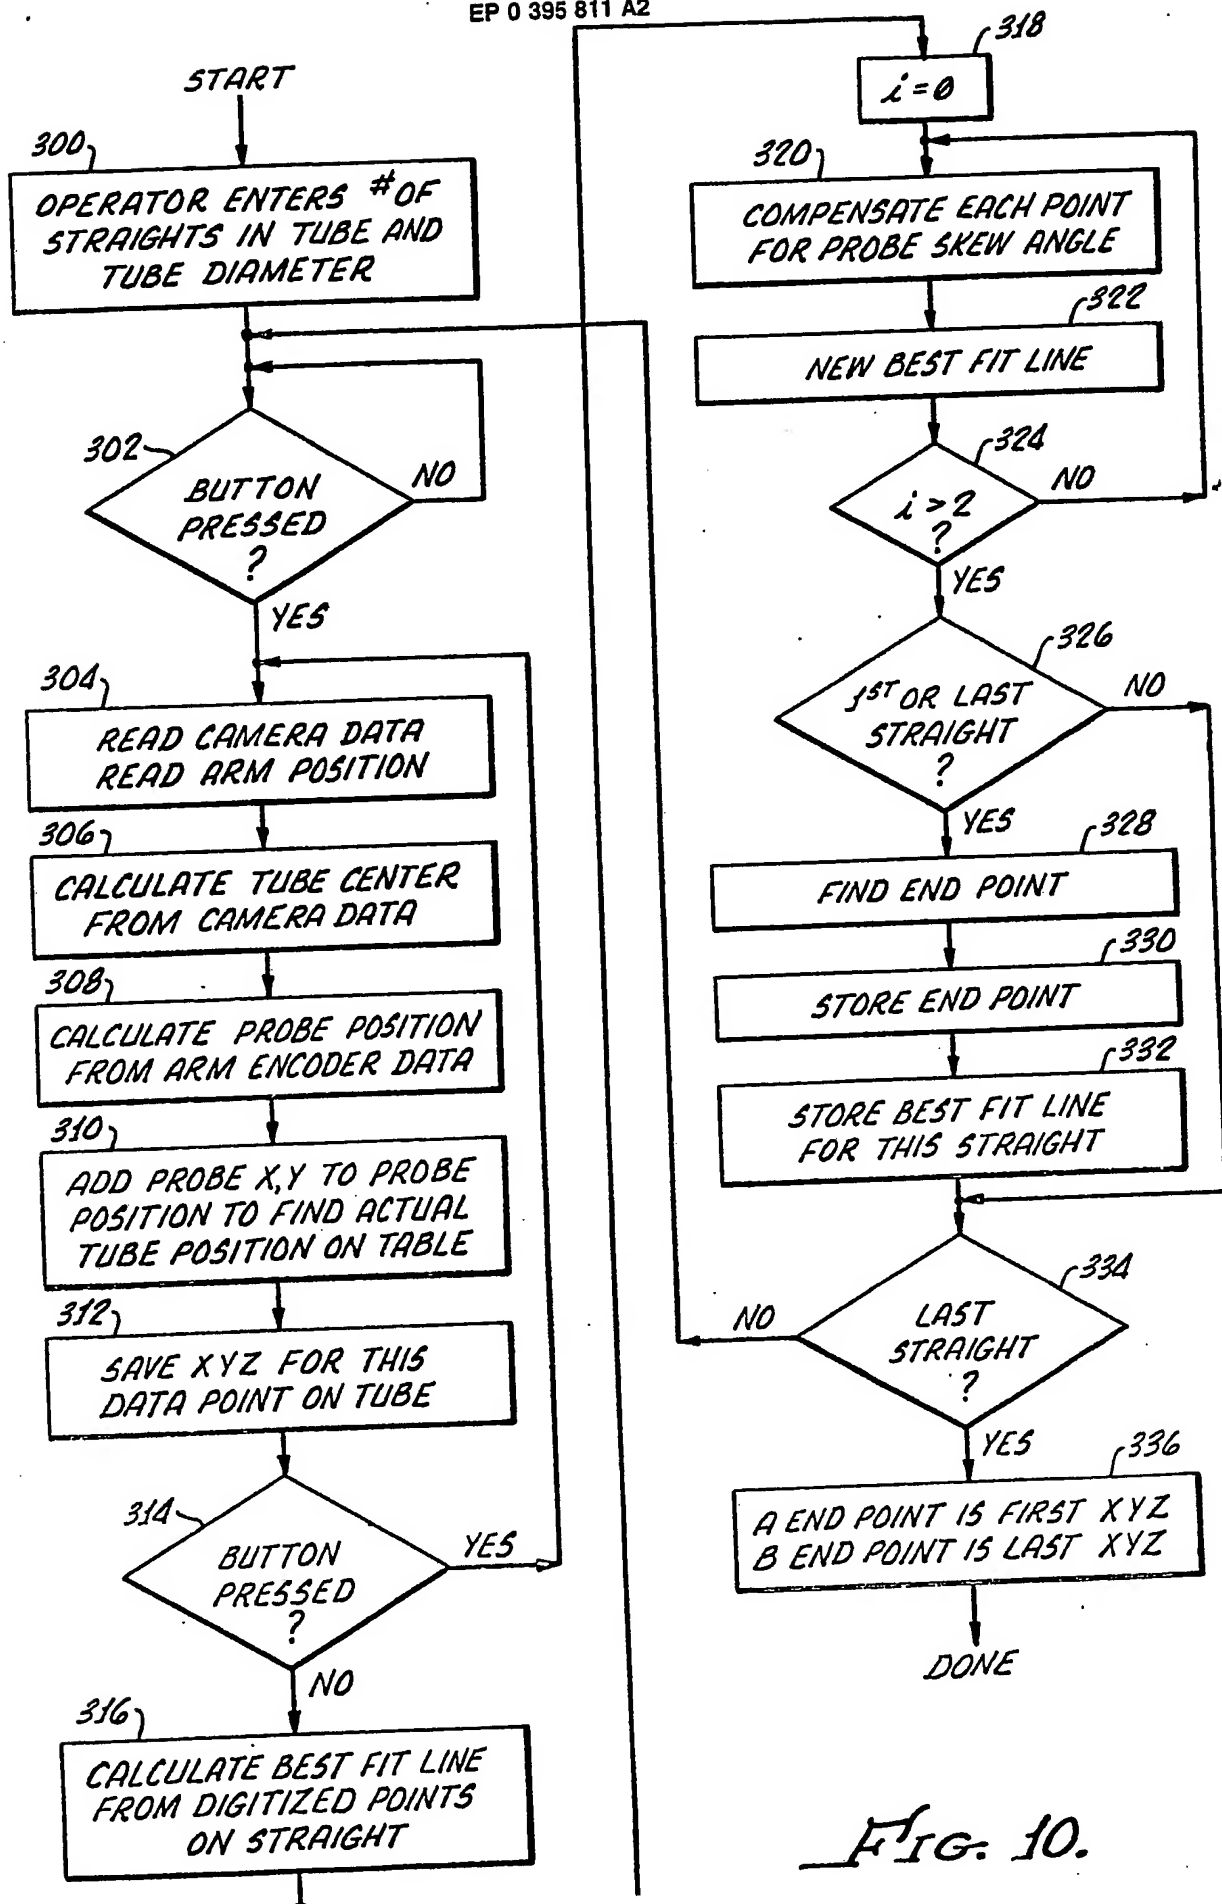 EP 0 395 811 A2
START
300
OPERATOR ENTERS # OF
STRAIGHTS IN TUBE AND
TUBE DIAMETER
302
BUTTON
PRESSED
?
NO
YES
304
READ CAMERA DATA
READ ARM POSITION
306
CALCULATE TUBE CENTER
FROM CAMERA DATA
308
CALCULATE PROBE POSITION
FROM ARM ENCODER DATA
310
ADD PROBE X,Y TO PROBE
POSITION TO FIND ACTUAL
TUBE POSITION ON TABLE
312
SAVE XYZ FOR THIS
DATA POINT ON TUBE
314
BUTTON
PRESSED
?
YES
NO
316
CALCULATE BEST FIT LINE
FROM DIGITIZED POINTS
ON STRAIGHT
318
i = 0
320
COMPENSATE EACH POINT
FOR PROBE SKEW ANGLE
322
NEW BEST FIT LINE
324
i > 2
?
NO
YES
326
1ST OR LAST
STRAIGHT
?
NO
YES
328
FIND END POINT
330
STORE END POINT
332
STORE BEST FIT LINE
FOR THIS STRAIGHT
334
LAST
STRAIGHT
?
NO
YES
336
A END POINT IS FIRST XYZ
B END POINT IS LAST XYZ
DONE
FIG. 10.